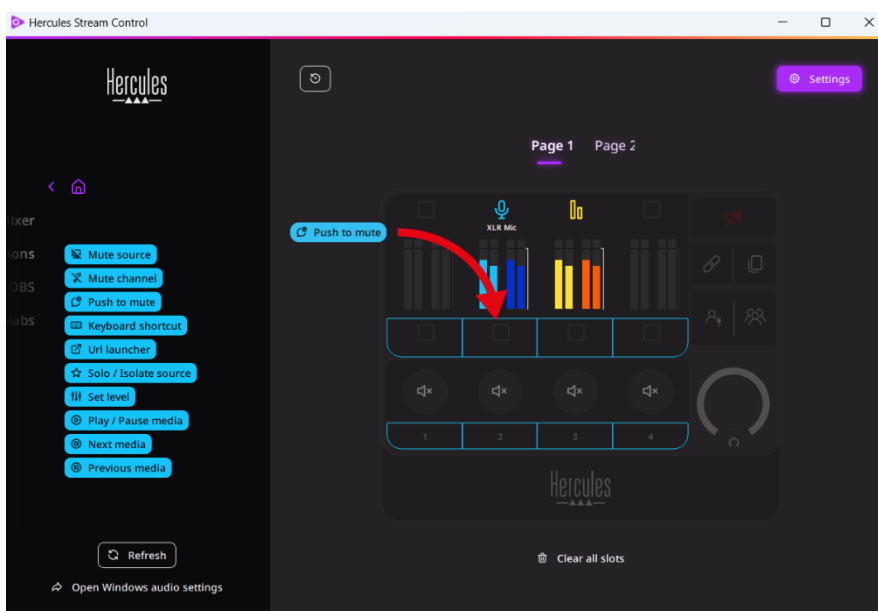 Hercules Stream Control
Hercules
Settings
Page 1
Page 2
ixer
ions
OBS
labs
Mute source
Mute channel
Push to mute
Keyboard shortcut
Url launcher
Solo / Isolate source
Set level
Play / Pause media
Next media
Previous media
Push to mute
XLR Mic
1
2
3
4
Hercules
Refresh
Open Windows audio settings
Clear all slots